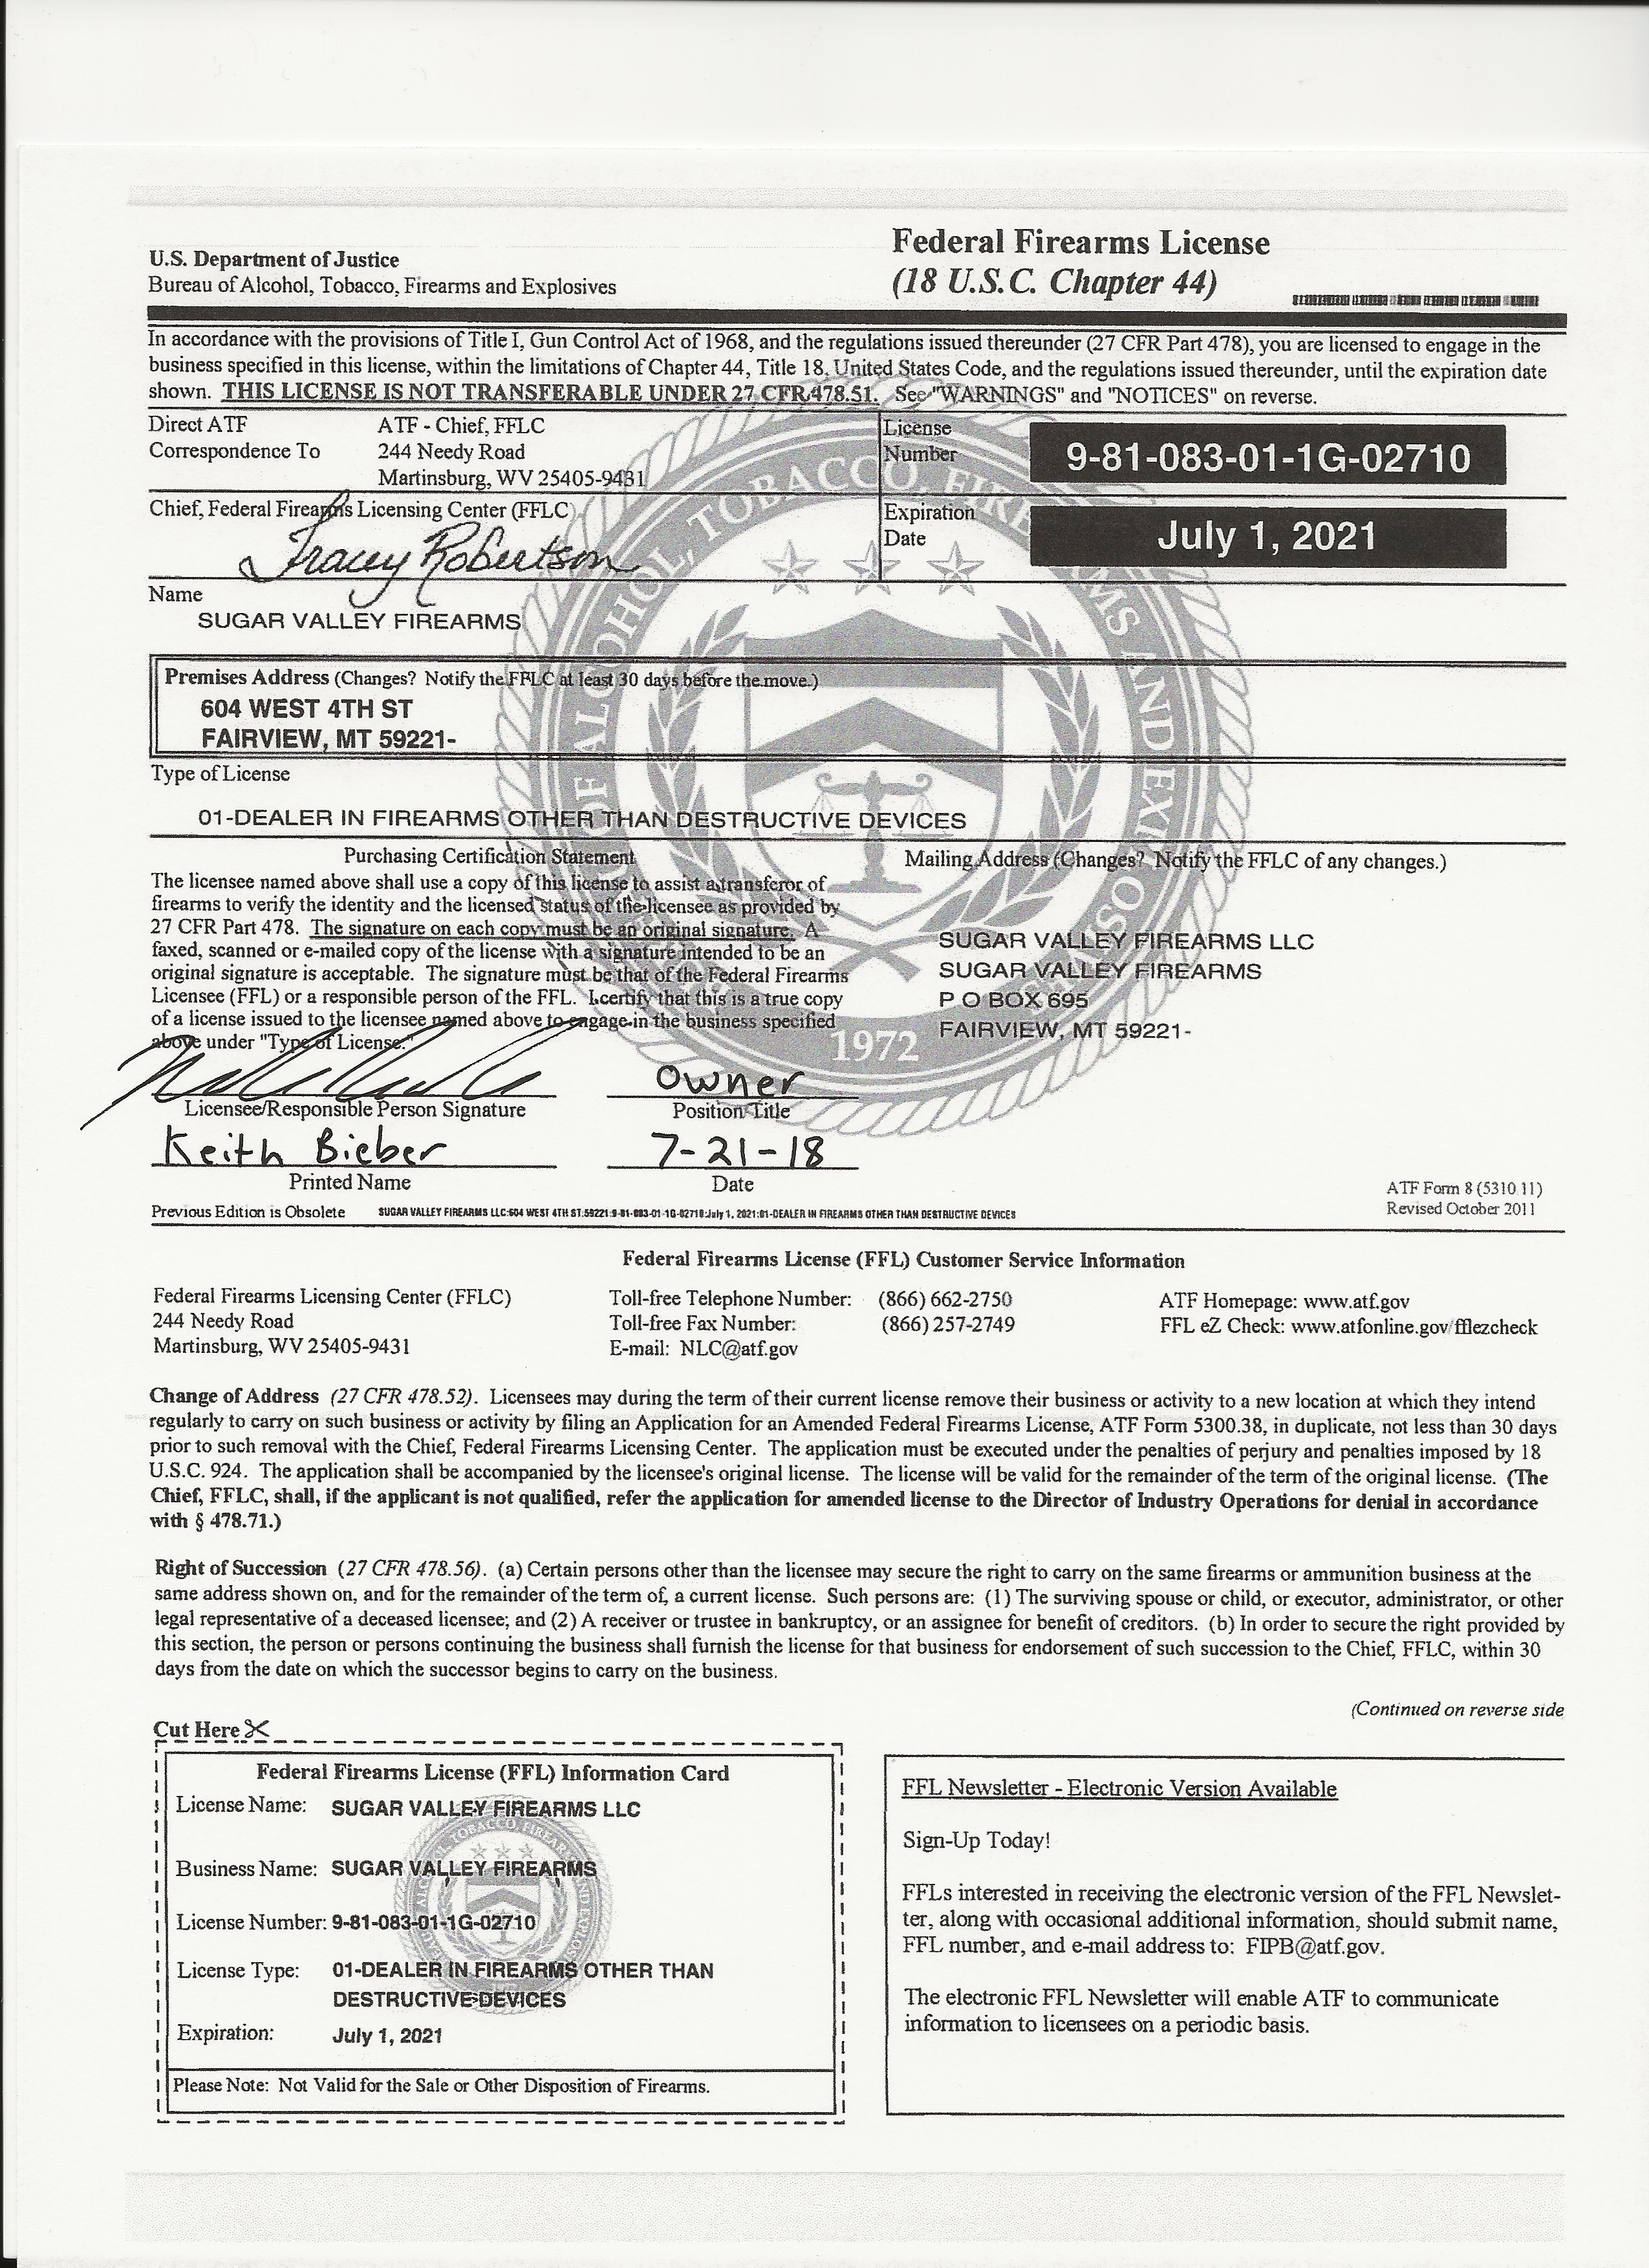 Federal Firearms License
(18 U.S.C. Chapter 44)
U.S. Department of Justice
Bureau of Alcohol, Tobacco, Firearms and Explosives
In accordance with the provisions of Title I, Gun Control Act of 1968, and the regulations issued thereunder (27 CFR Part 478), you are licensed to engage in the
business specified in this license, within the limitations of Chapter 44, Title 18, United States Code, and the regulations issued thereunder, until the expiration date
shown. THIS LICENSE IS NOT TRANSFERABLE UNDER 27 CFR 478.51. See "WARNINGS" and "NOTICES" on reverse.
Direct ATF ATF - Chief, FFLC
Correspondence To 244 Needy Road
Martinsburg, WV 25405-9431
License
Number
9-81-083-01-1G-02710
Chief, Federal Firearms Licensing Center (FFLC)
Tracey Robertson
Expiration
Date
July 1, 2021
Name
SUGAR VALLEY FIREARMS
Premises Address (Changes? Notify the FFLC at least 30 days before the move.)
604 WEST 4TH ST
FAIRVIEW, MT 59221-
Type of License
01-DEALER IN FIREARMS OTHER THAN DESTRUCTIVE DEVICES
Purchasing Certification Statement
The licensee named above shall use a copy of this license to assist a transferor of
firearms to verify the identity and the licensed status of the licensee as provided by
27 CFR Part 478. The signature on each copy must be an original signature. A
faxed, scanned or e-mailed copy of the license with a signature intended to be an
original signature is acceptable. The signature must be that of the Federal Firearms
Licensee (FFL) or a responsible person of the FFL. I certify that this is a true copy
of a license issued to the licensee named above to engage in the business specified
above under "Type of License."
Mailing Address (Changes? Notify the FFLC of any changes.)
SUGAR VALLEY FIREARMS LLC
SUGAR VALLEY FIREARMS
P O BOX 695
FAIRVIEW, MT 59221-
1972
Owner
Licensee/Responsible Person Signature Position/Title
Keith Bieber 7-21-18
Printed Name Date
ATF Form 8 (5310.11)
Revised October 2011
Previous Edition is Obsolete SUGAR VALLEY FIREARMS LLC:604 WEST 4TH ST:59221:9-81-083-01-1G-02710:July 1, 2021:01-DEALER IN FIREARMS OTHER THAN DESTRUCTIVE DEVICES
Federal Firearms License (FFL) Customer Service Information
Federal Firearms Licensing Center (FFLC) Toll-free Telephone Number: (866) 662-2750 ATF Homepage: www.atf.gov
244 Needy Road Toll-free Fax Number: (866) 257-2749 FFL eZ Check: www.atfonline.gov/fflezcheck
Martinsburg, WV 25405-9431 E-mail: NLC@atf.gov
Change of Address (27 CFR 478.52). Licensees may during the term of their current license remove their business or activity to a new location at which they intend
regularly to carry on such business or activity by filing an Application for an Amended Federal Firearms License, ATF Form 5300.38, in duplicate, not less than 30 days
prior to such removal with the Chief, Federal Firearms Licensing Center. The application must be executed under the penalties of perjury and penalties imposed by 18
U.S.C. 924. The application shall be accompanied by the licensee's original license. The license will be valid for the remainder of the term of the original license. (The
Chief, FFLC, shall, if the applicant is not qualified, refer the application for amended license to the Director of Industry Operations for denial in accordance
with § 478.71.)
Right of Succession (27 CFR 478.56). (a) Certain persons other than the licensee may secure the right to carry on the same firearms or ammunition business at the
same address shown on, and for the remainder of the term of, a current license. Such persons are: (1) The surviving spouse or child, or executor, administrator, or other
legal representative of a deceased licensee; and (2) A receiver or trustee in bankruptcy, or an assignee for benefit of creditors. (b) In order to secure the right provided by
this section, the person or persons continuing the business shall furnish the license for that business for endorsement of such succession to the Chief, FFLC, within 30
days from the date on which the successor begins to carry on the business.
(Continued on reverse side
Cut Here
Federal Firearms License (FFL) Information Card
License Name: SUGAR VALLEY FIREARMS LLC
Business Name: SUGAR VALLEY FIREARMS
License Number: 9-81-083-01-1G-02710
License Type: 01-DEALER IN FIREARMS OTHER THAN
DESTRUCTIVE DEVICES
Expiration: July 1, 2021
Please Note: Not Valid for the Sale or Other Disposition of Firearms.
FFL Newsletter - Electronic Version Available
Sign-Up Today!
FFLs interested in receiving the electronic version of the FFL Newslet-
ter, along with occasional additional information, should submit name,
FFL number, and e-mail address to: FIPB@atf.gov.
The electronic FFL Newsletter will enable ATF to communicate
information to licensees on a periodic basis.